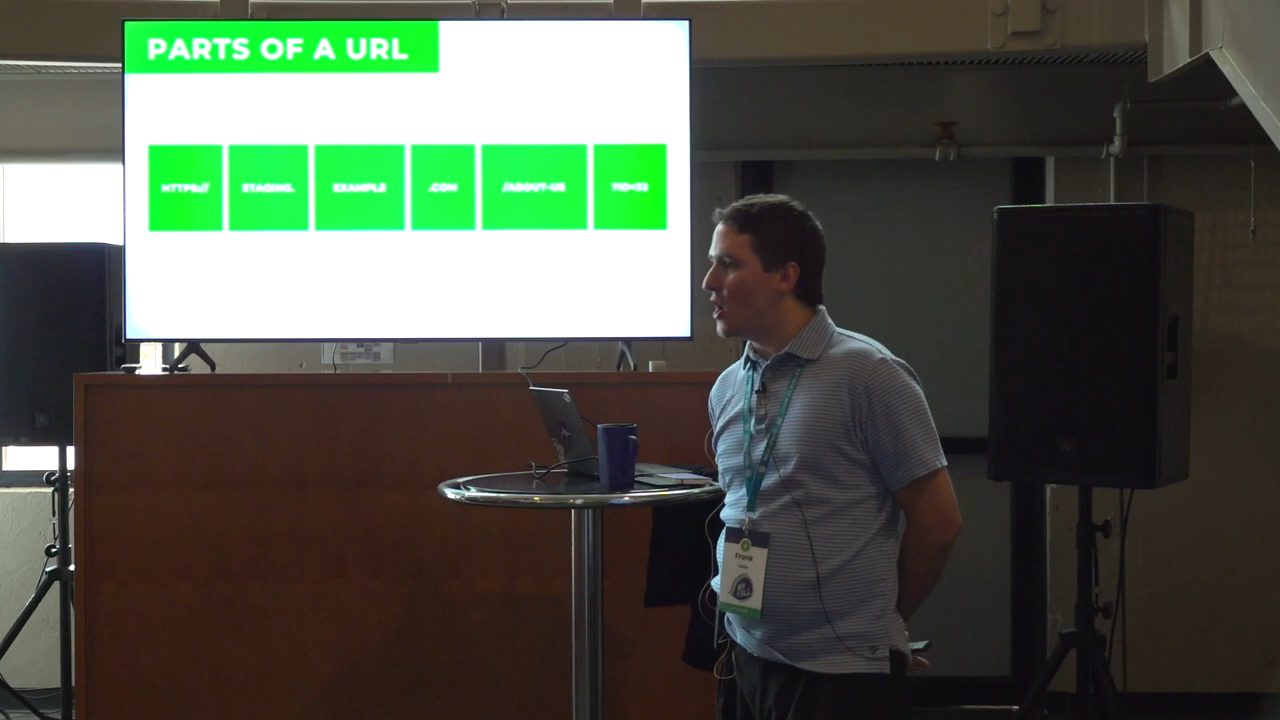 PARTS OF A URL
HTTPS:// STAGING. EXAMPLE .COM /ABOUT-US ?ID=32
Frank